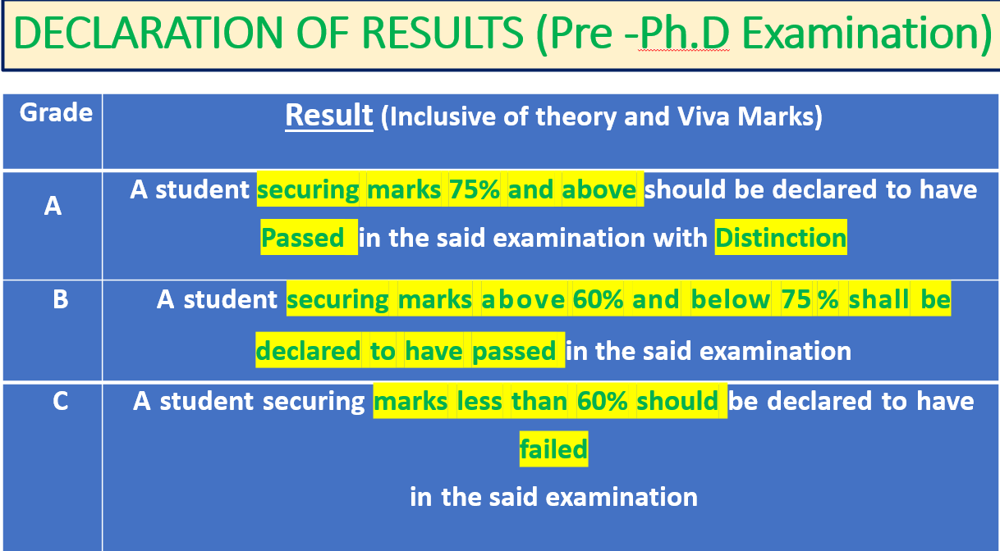 DECLARATION OF RESULTS (Pre -Ph.D Examination)
Grade
Result (Inclusive of theory and Viva Marks)
A
A student securing marks 75% and above should be declared to have
Passed in the said examination with Distinction
B
A student securing marks above 60% and below 75 % shall be
declared to have passed in the said examination
C
A student securing marks less than 60% should be declared to have
failed
in the said examination